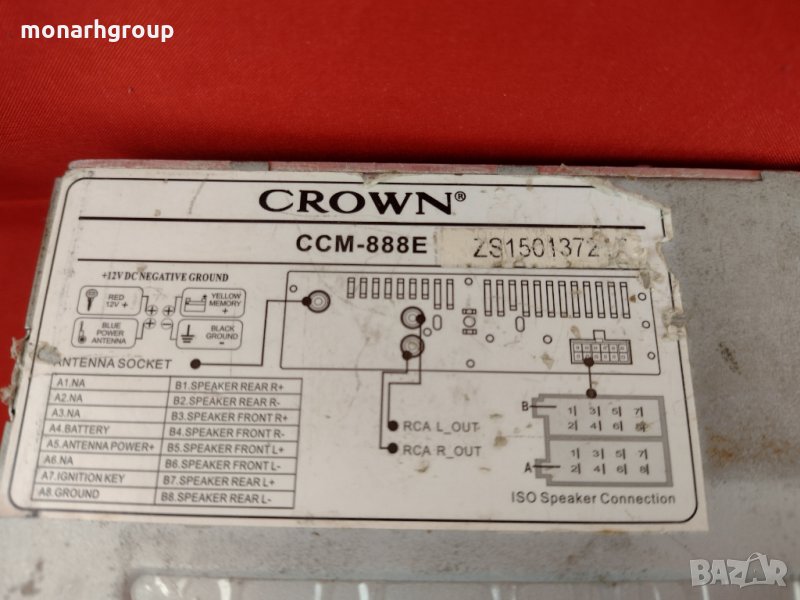 monarhgroup
CROWN®
CCM-888E ZS1501372
+12V DC NEGATIVE GROUND
RED 12V +
YELLOW MEMORY +
BLUE POWER ANTENNA
BLACK GROUND -
ANTENNA SOCKET
A1.NA B1.SPEAKER REAR R+
A2.NA B2.SPEAKER REAR R-
A3.NA B3.SPEAKER FRONT R+
A4.BATTERY B4.SPEAKER FRONT R-
A5.ANTENNA POWER+ B5.SPEAKER FRONT L+
A6.NA B6.SPEAKER FRONT L-
A7.IGNITION KEY B7.SPEAKER REAR L+
A8.GROUND B8.SPEAKER REAR L-
RCA L_OUT
RCA R_OUT
B 1 3 5 7
2 4 6 8
A 1 3 5 7
2 4 6 8
ISO Speaker Connection
BAZAR